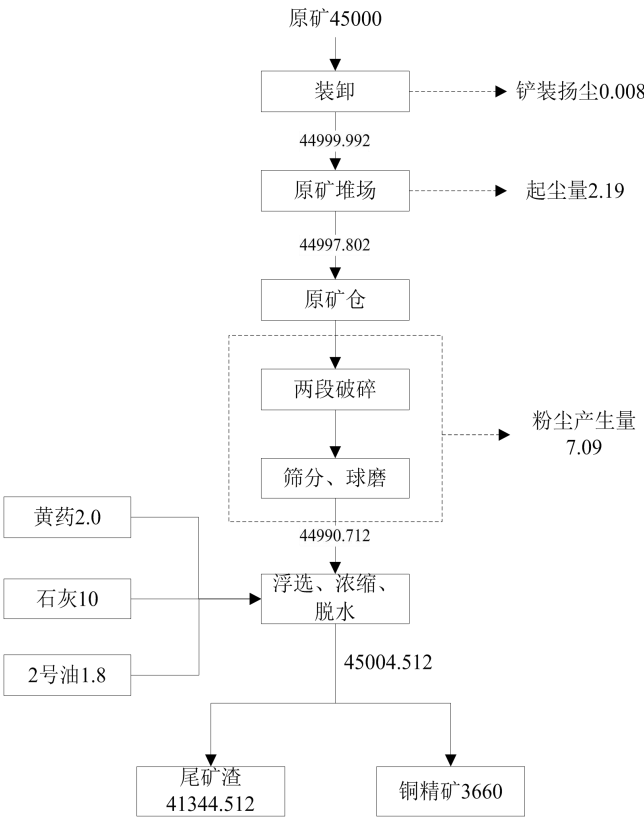 原矿45000
装卸
铲装扬尘0.008
44999.992
原矿堆场
起尘量2.19
44997.802
原矿仓
两段破碎
粉尘产生量
7.09
筛分、球磨
黄药2.0
44990.712
浮选、浓缩、
脱水
石灰10
2号油1.8
45004.512
尾矿渣
41344.512
铜精矿3660